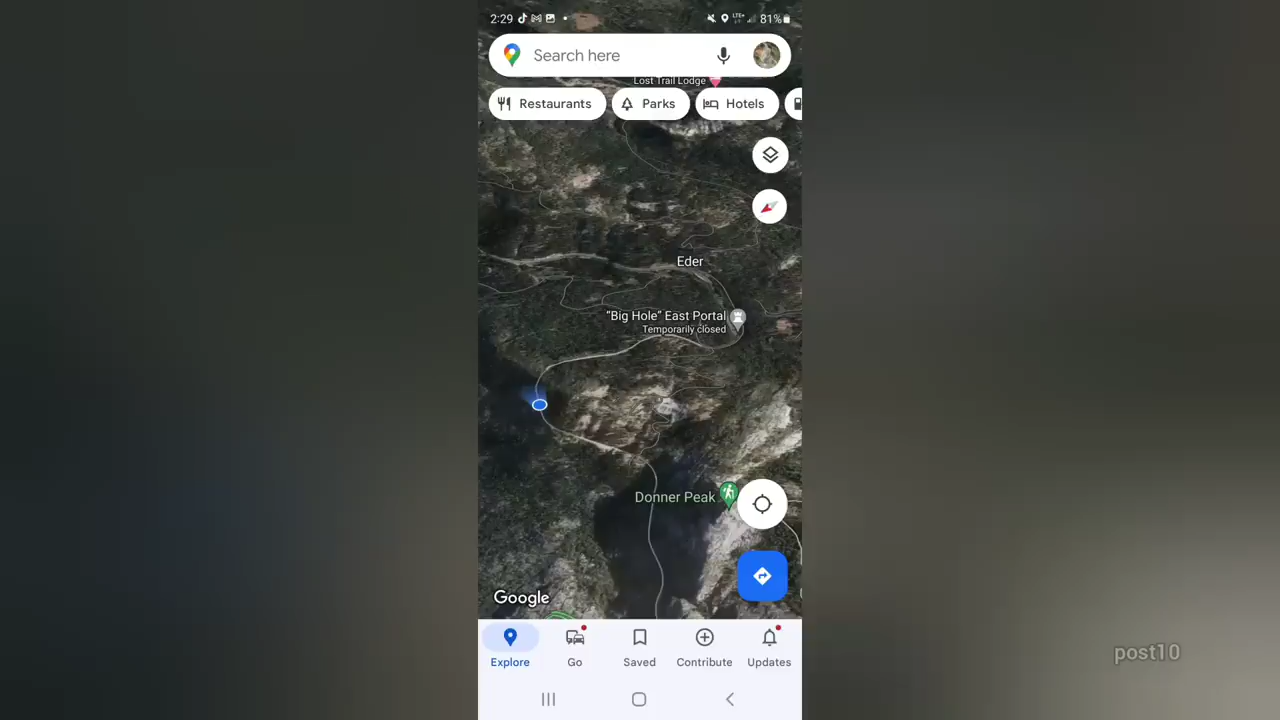 2:29
LTE+
81%
Search here
Lost Trail Lodge
Restaurants
Parks
Hotels
Eder
“Big Hole” East Portal
Temporarily closed
Donner Peak
Google
Explore
Go
Saved
Contribute
Updates
post10